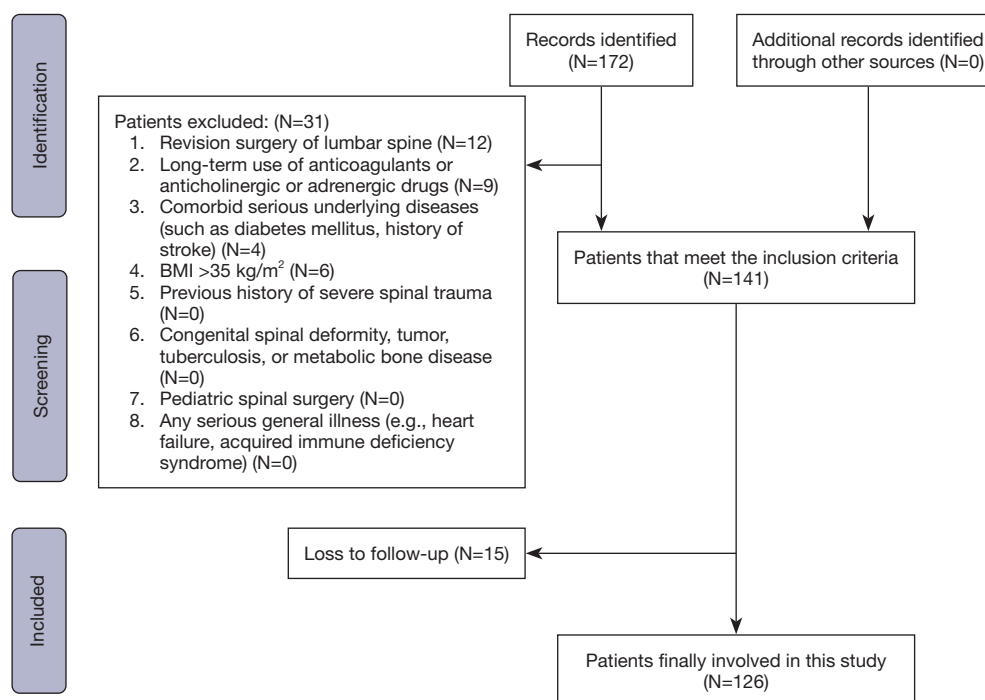 Identification
Records identified
(N=172)
Additional records identified
through other sources (N=0)
Patients excluded: (N=31)
1. Revision surgery of lumbar spine (N=12)
2. Long-term use of anticoagulants or
anticholinergic or adrenergic drugs (N=9)
3. Comorbid serious underlying diseases
(such as diabetes mellitus, history of
stroke) (N=4)
4. BMI >35 kg/m² (N=6)
5. Previous history of severe spinal trauma
(N=0)
6. Congenital spinal deformity, tumor,
tuberculosis, or metabolic bone disease
(N=0)
7. Pediatric spinal surgery (N=0)
8. Any serious general illness (e.g., heart
failure, acquired immune deficiency
syndrome) (N=0)
Patients that meet the inclusion criteria
(N=141)
Screening
Included
Loss to follow-up (N=15)
Patients finally involved in this study
(N=126)